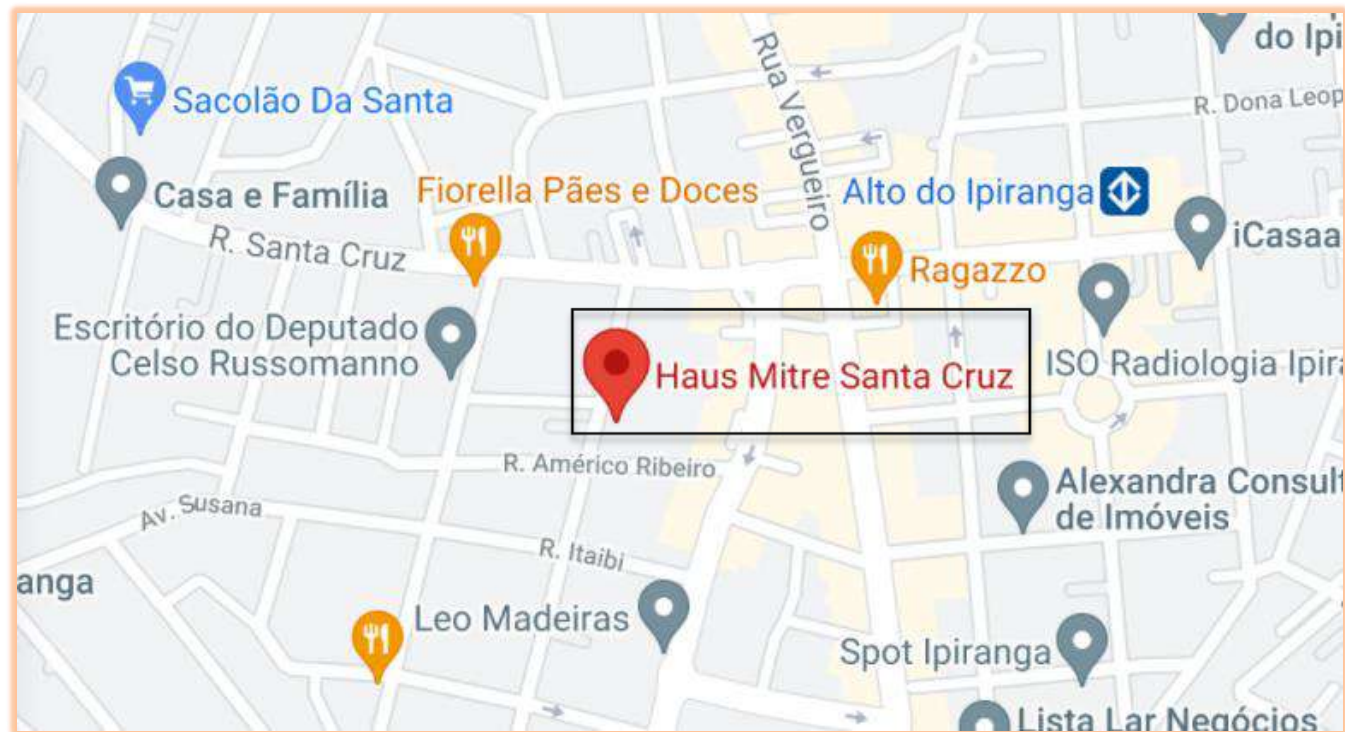 do Ipi
Sacolão Da Santa
Rua Vergueiro
R. Dona Leop
Casa e Família
Fiorella Pães e Doces
Alto do Ipiranga
R. Santa Cruz
iCasaa
Ragazzo
Escritório do Deputado
Celso Russomanno
Haus Mitre Santa Cruz
ISO Radiologia Ipira
R. Américo Ribeiro
Alexandra Consult
de Imóveis
Av. Susana
R. Itaibi
anga
Leo Madeiras
Spot Ipiranga
Lista Lar Negócios